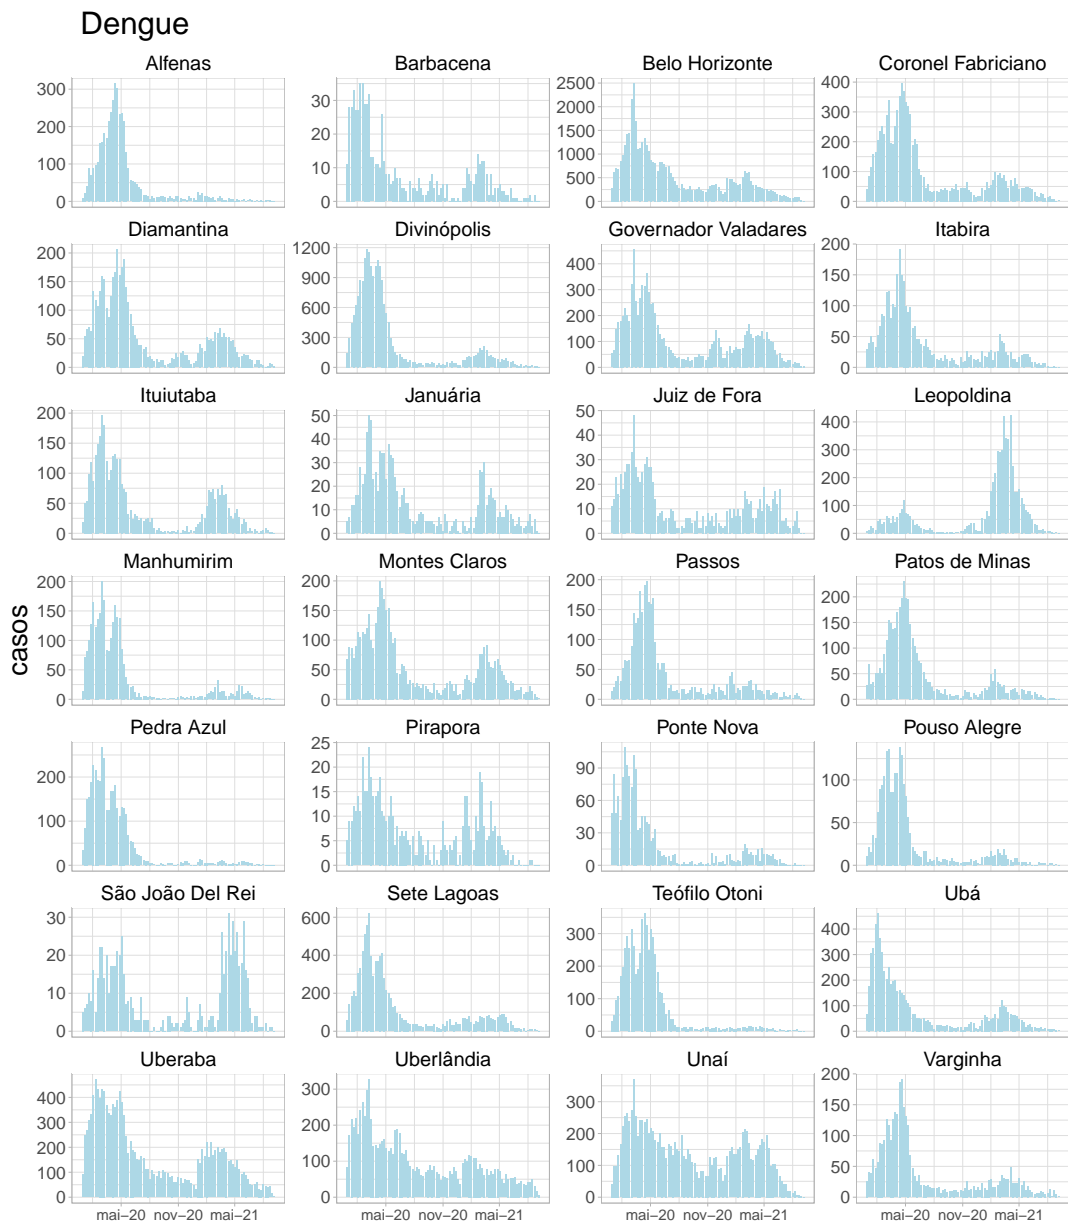 Dengue
Alfenas Barbacena Belo Horizonte Coronel Fabriciano
300 200 100 0
30 20 10 0
2500 2000 1500 1000 500 0
400 300 200 100 0
Diamantina Divinópolis Governador Valadares Itabira
200 150 100 50 0
1200 900 600 300 0
400 300 200 100 0
200 150 100 50 0
Ituiutaba Januária Juiz de Fora Leopoldina
200 150 100 50 0
50 40 30 20 10 0
50 40 30 20 10 0
400 300 200 100 0
Manhumirim Montes Claros Passos Patos de Minas
200 150 100 50 0
200 150 100 50 0
200 150 100 50 0
200 150 100 50 0
casos
Pedra Azul Pirapora Ponte Nova Pouso Alegre
200 100 0
25 20 15 10 5 0
90 60 30 0
100 50 0
São João Del Rei Sete Lagoas Teófilo Otoni Ubá
30 20 10 0
600 400 200 0
300 200 100 0
400 300 200 100 0
Uberaba Uberlândia Unaí Varginha
400 300 200 100 0
300 200 100 0
300 200 100 0
200 150 100 50 0
mai–20 nov–20 mai–21 mai–20 nov–20 mai–21 mai–20 nov–20 mai–21 mai–20 nov–20 mai–21